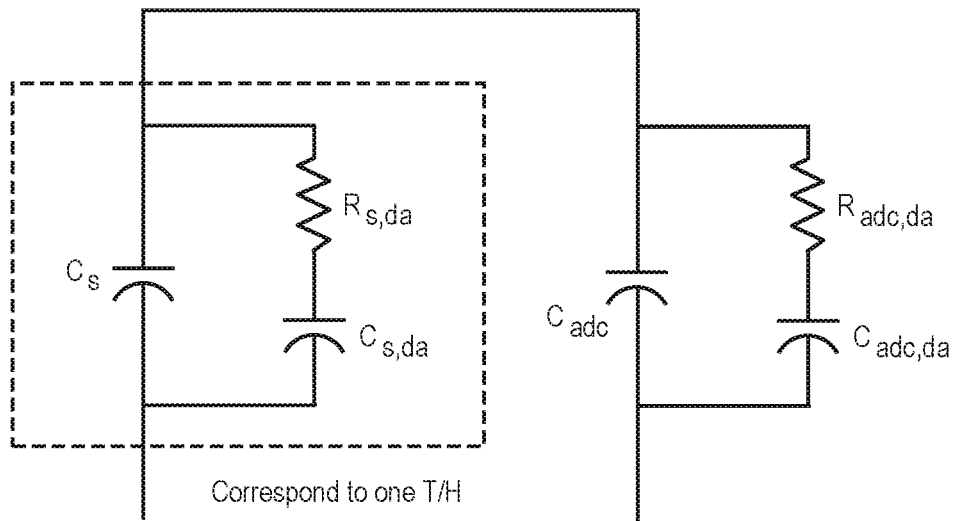 R s,da
C s
C s,da
R adc,da
C adc
C adc,da
Correspond to one T/H